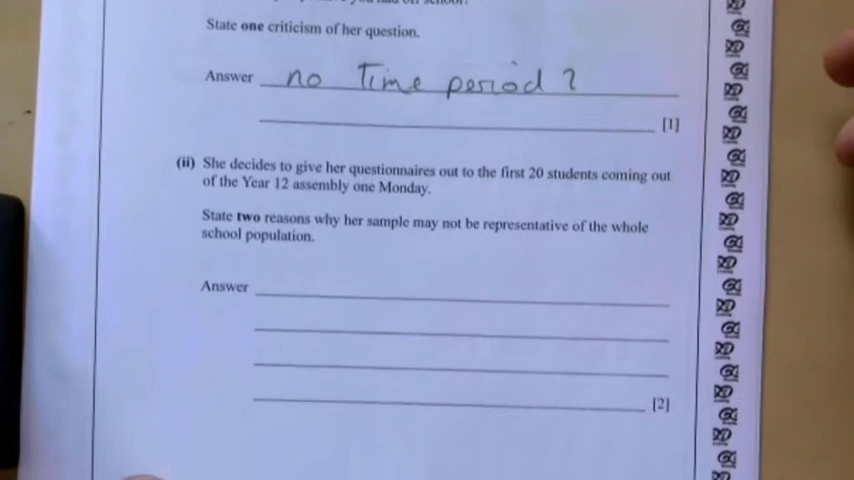 State one criticism of her question.
Answer no Time period ?
[1]
(ii) She decides to give her questionnaires out to the first 20 students coming out
of the Year 12 assembly one Monday.
State two reasons why her sample may not be representative of the whole
school population.
Answer
[2]